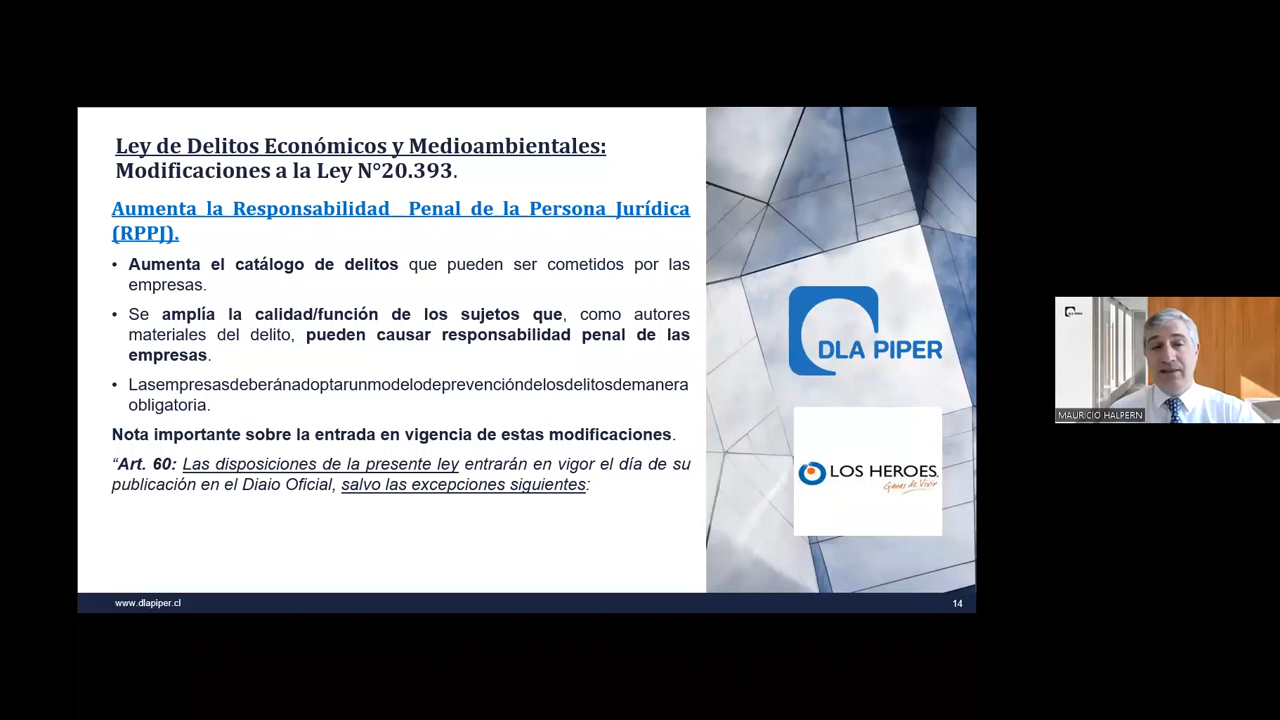 Ley de Delitos Económicos y Medioambientales:
Modificaciones a la Ley N°20.393.
Aumenta la Responsabilidad Penal de la Persona Jurídica
(RPPJ).
• Aumenta el catálogo de delitos que pueden ser cometidos por las
empresas.
• Se amplía la calidad/función de los sujetos que, como autores
materiales del delito, pueden causar responsabilidad penal de las
empresas.
• Lasempresasdeberánadoptarunmodelodeprevencióndelosdelitosdemanera
obligatoria.
Nota importante sobre la entrada en vigencia de estas modificaciones.
“Art. 60: Las disposiciones de la presente ley entrarán en vigor el día de su
publicación en el Diaio Oficial, salvo las excepciones siguientes:
DLA PIPER
LOS HEROES
Ganas de Vivir
www.dlapiper.cl
14
DLA PIPER
MAURICIO HALPERN